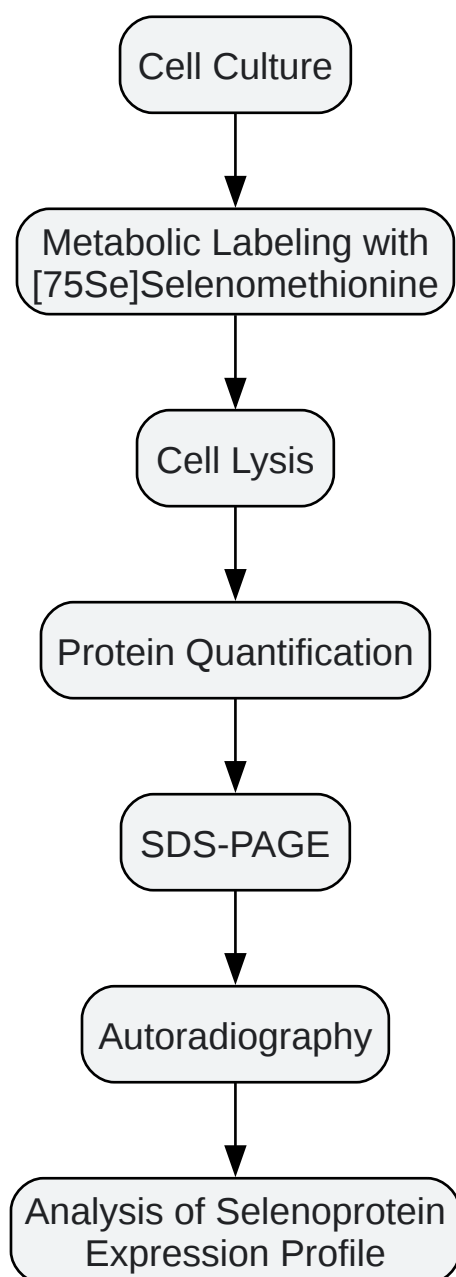 Cell Culture
Metabolic Labeling with
[75Se]Selenomethionine
Cell Lysis
Protein Quantification
SDS-PAGE
Autoradiography
Analysis of Selenoprotein
Expression Profile